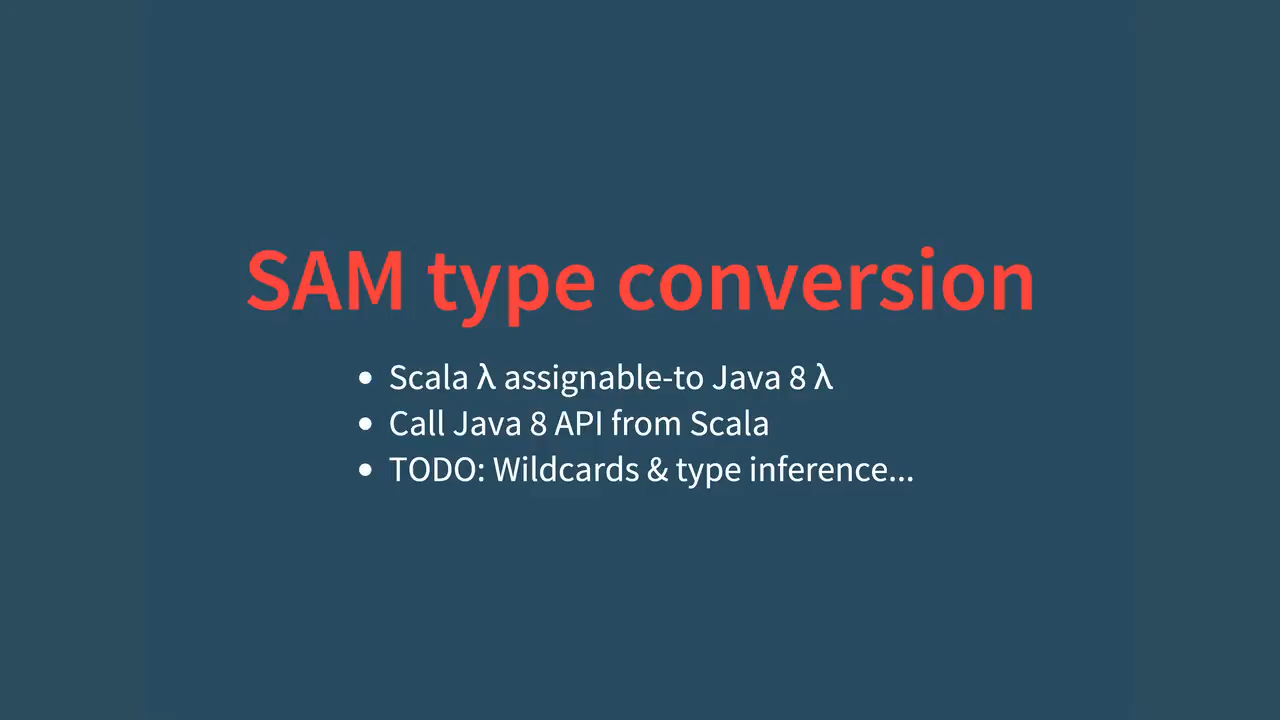 SAM type conversion
• Scala λ assignable-to Java 8 λ
• Call Java 8 API from Scala
• TODO: Wildcards & type inference...